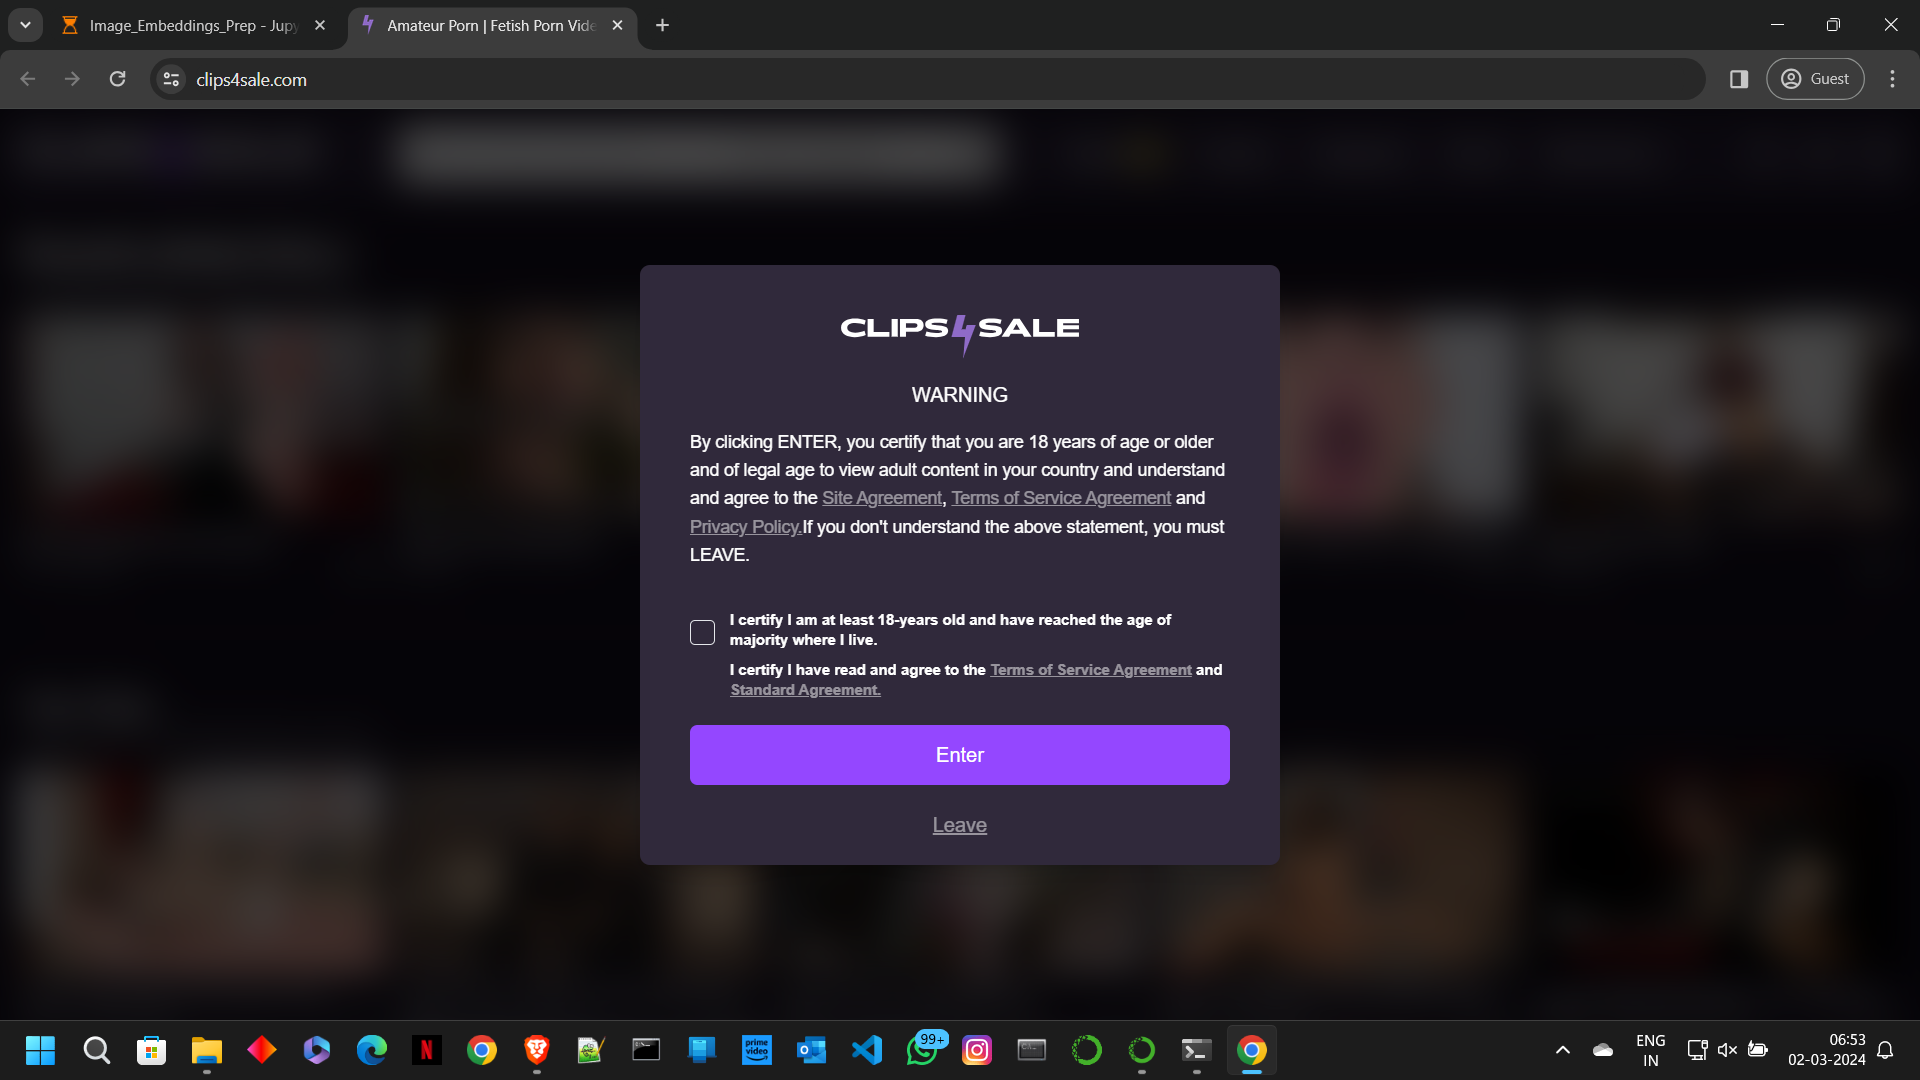 Image_Embeddings_Prep - Jupy
Amateur Porn | Fetish Porn Vide
clips4sale.com
Guest
CLIPS4SALE
WARNING
By clicking ENTER, you certify that you are 18 years of age or older
and of legal age to view adult content in your country and understand
and agree to the Site Agreement, Terms of Service Agreement and
Privacy Policy.If you don't understand the above statement, you must
LEAVE.
I certify I am at least 18-years old and have reached the age of
majority where I live.
I certify I have read and agree to the Terms of Service Agreement and
Standard Agreement.
Enter
Leave
N
prime
video
99+
ENG
IN
06:53
02-03-2024